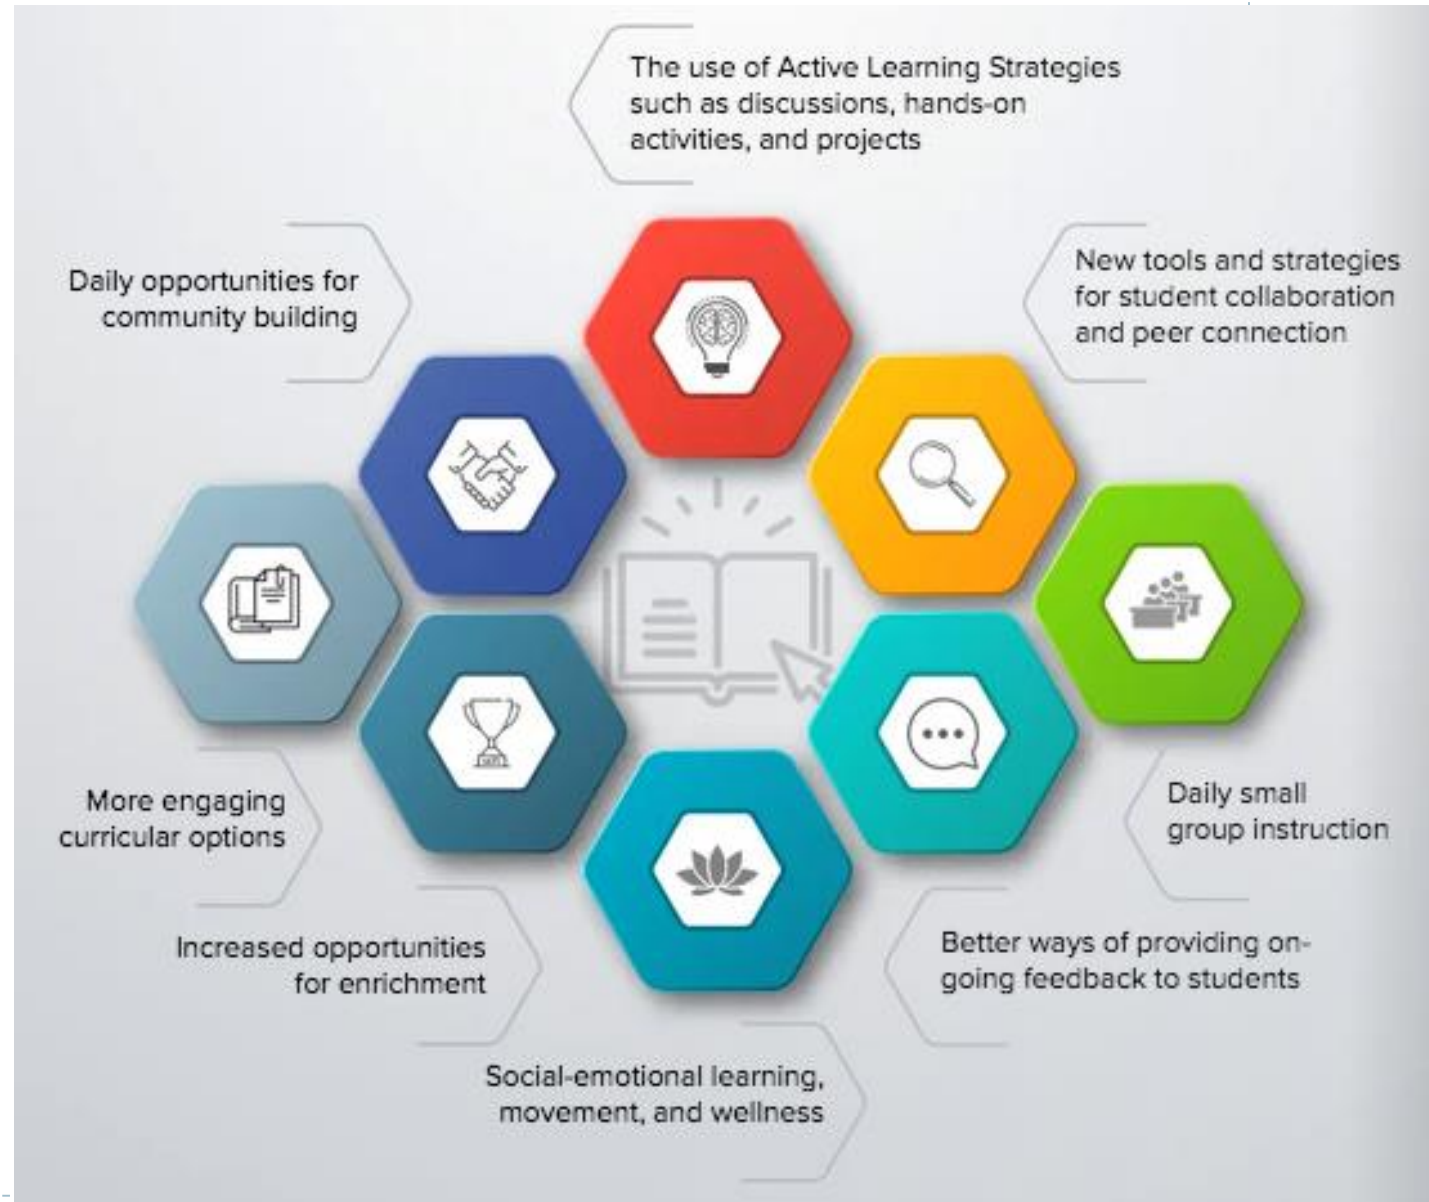 The use of Active Learning Strategies
such as discussions, hands-on
activities, and projects
Daily opportunities for
community building
New tools and strategies
for student collaboration
and peer connection
More engaging
curricular options
Daily small
group instruction
Increased opportunities
for enrichment
Better ways of providing on-
going feedback to students
Social-emotional learning,
movement, and wellness